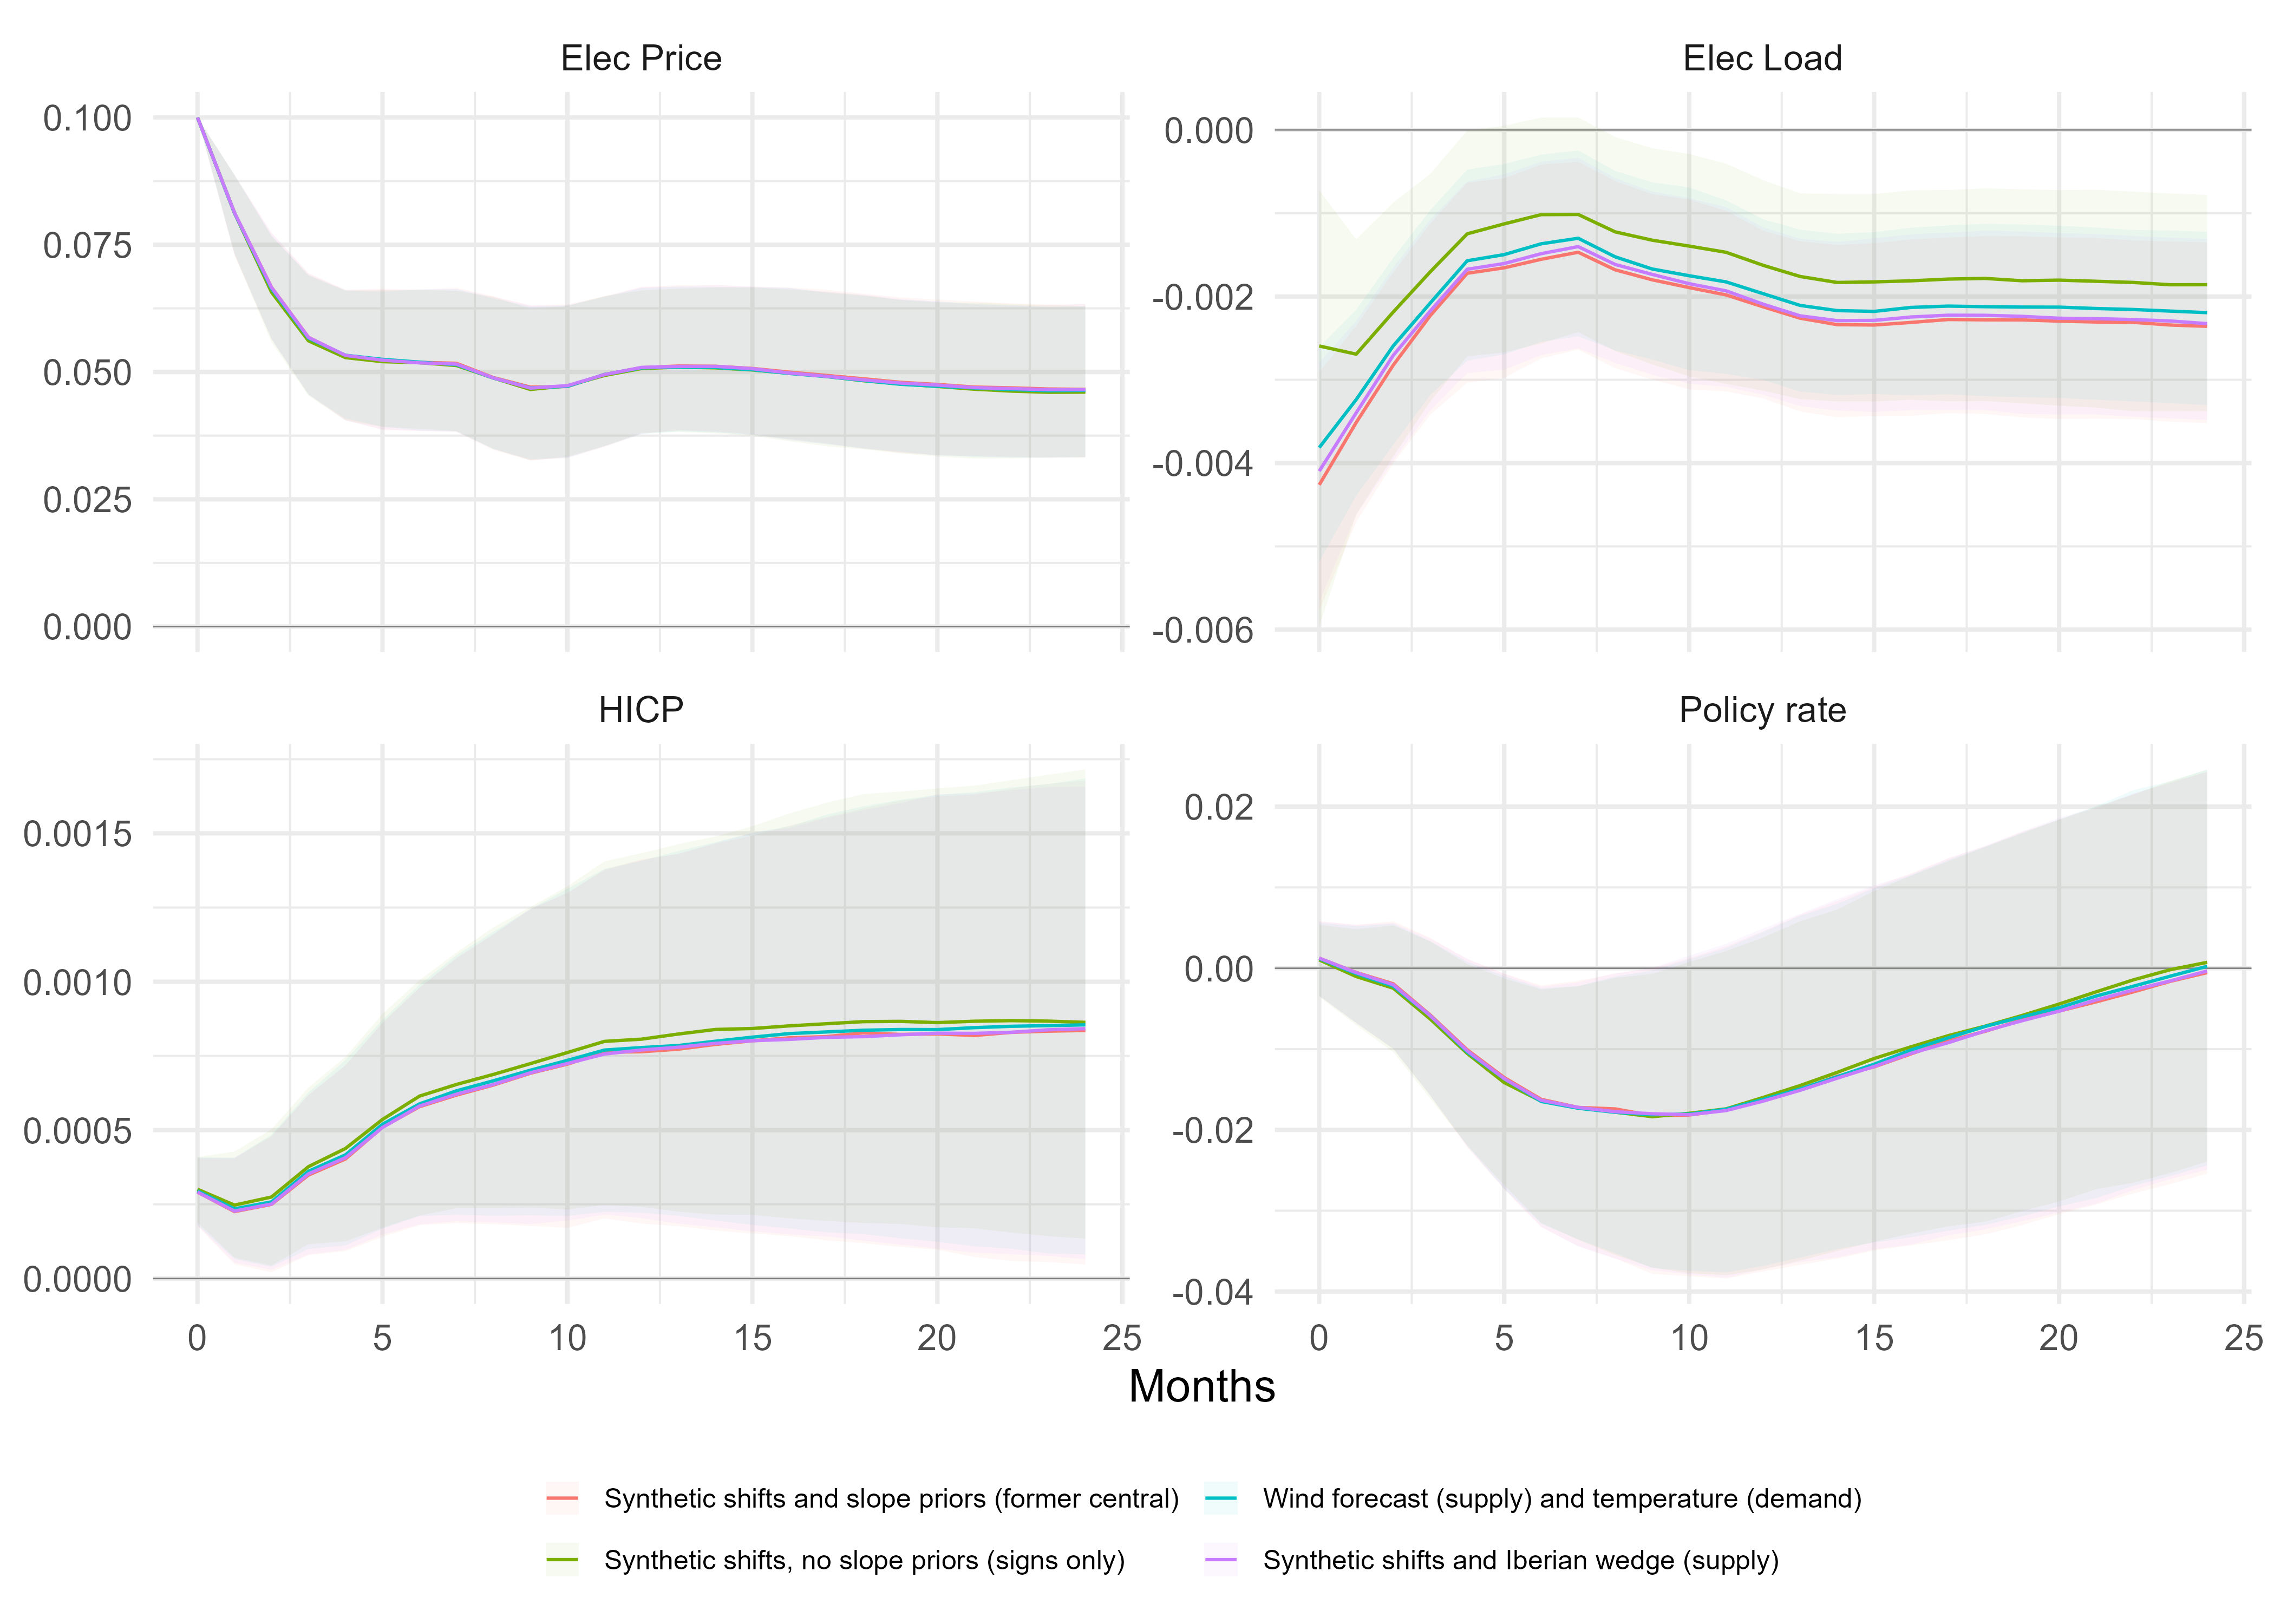 Elec Price
Elec Load
0.100
0.075
0.050
0.025
0.000
0.000
-0.002
-0.004
-0.006
HICP
Policy rate
0.0015
0.0010
0.0005
0.0000
0.02
0.00
-0.02
-0.04
0 5 10 15 20 25
0 5 10 15 20 25
Months
Synthetic shifts and slope priors (former central)
Wind forecast (supply) and temperature (demand)
Synthetic shifts, no slope priors (signs only)
Synthetic shifts and Iberian wedge (supply)